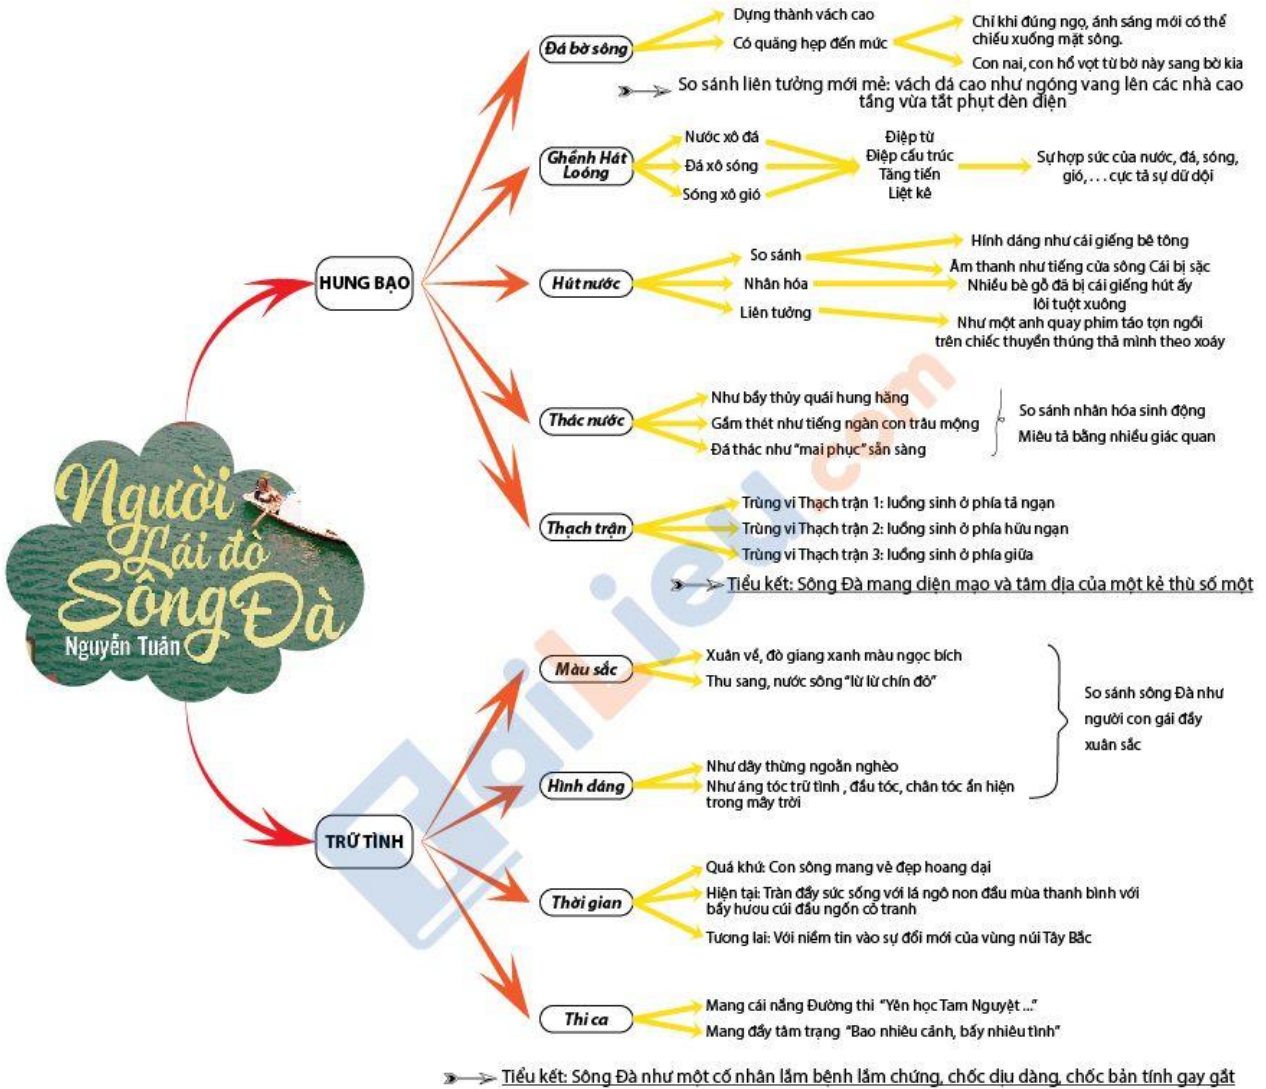 Người
Lái đò
Sông Đà
Nguyễn Tuân
HUNG BẠO
Đá bờ sông
Dựng thành vách cao
Có quãng hẹp đến mức
Chỉ khi đúng ngọ, ánh sáng mới có thể
chiếu xuống mặt sông.
Con nai, con hổ vọt từ bờ này sang bờ kia
So sánh liên tưởng mới mẻ: vách đá cao như ngóng vang lên các nhà cao
tầng vừa tắt phụt đèn điện
Ghềnh Hát
Loóng
Nước xô đá
Đá xô sóng
Sóng xô gió
Điệp từ
Điệp cấu trúc
Tăng tiến
Liệt kê
Sự hợp sức của nước, đá, sóng,
gió, . . . cực tả sự dữ dội
Hút nước
So sánh
Nhân hóa
Liên tưởng
Hính dáng như cái giếng bê tông
Âm thanh như tiếng cửa sông Cái bị sặc
Nhiều bè gỗ đã bị cái giếng hút ấy
lôi tuột xuông
Như một anh quay phim táo tợn ngồi
trên chiếc thuyền thúng thả mình theo xoáy
Thác nước
Như bầy thủy quái hung hăng
Gầm thét như tiếng ngàn con trâu mộng
Đá thác như "mai phục" sẵn sàng
So sánh nhân hóa sinh động
Miêu tả bằng nhiều giác quan
Thạch trận
Trùng vi Thạch trận 1: luồng sinh ở phía tả ngạn
Trùng vi Thạch trận 2: luồng sinh ở phía hữu ngạn
Trùng vi Thạch trận 3: luồng sinh ở phía giữa
Tiểu kết: Sông Đà mang diện mạo và tâm địa của một kẻ thù số một
TRỮ TÌNH
Màu sắc
Xuân về, đò giang xanh màu ngọc bích
Thu sang, nước sông "lừ lừ chín đỏ"
Hình dáng
Như dây thừng ngoằn nghèo
Như áng tóc trữ tình , đầu tóc, chân tóc ẩn hiện
trong mây trời
So sánh sông Đà như
người con gái đầy
xuân sắc
Thời gian
Quá khứ: Con sông mang vẻ đẹp hoang dại
Hiện tại: Tràn đầy sức sống với lá ngô non đầu mùa thanh bình với
bầy hươu cúi đầu ngốn cỏ tranh
Tương lai: Với niềm tin vào sự đổi mới của vùng núi Tây Bắc
Thi ca
Mang cái nắng Đường thi "Yên học Tam Nguyệt ..."
Mang đầy tâm trạng "Bao nhiêu cảnh, bấy nhiêu tình"
Tiểu kết: Sông Đà như một cố nhân lắm bệnh lắm chứng, chốc dịu dàng, chốc bản tính gay gắt
TaiLieu.com